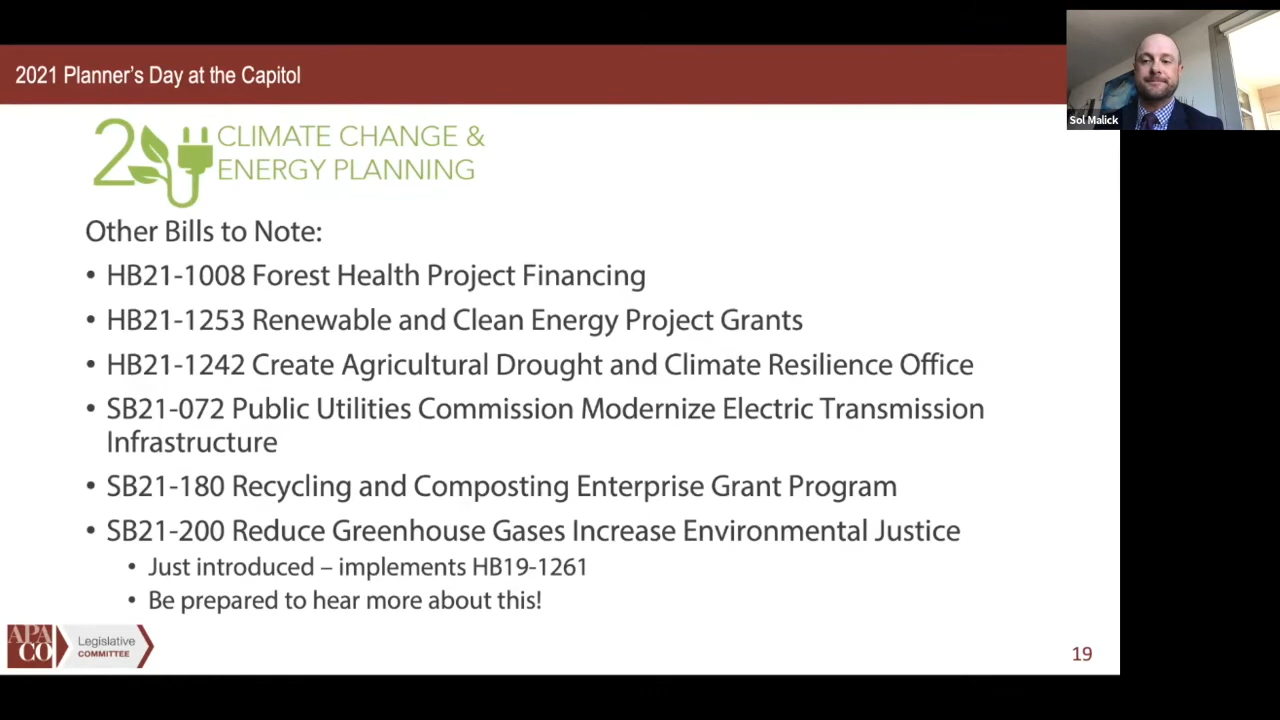 2021 Planner's Day at the Capitol
Sol Malick
2
CLIMATE CHANGE &
ENERGY PLANNING
Other Bills to Note:
• HB21-1008 Forest Health Project Financing
• HB21-1253 Renewable and Clean Energy Project Grants
• HB21-1242 Create Agricultural Drought and Climate Resilience Office
• SB21-072 Public Utilities Commission Modernize Electric Transmission
Infrastructure
• SB21-180 Recycling and Composting Enterprise Grant Program
• SB21-200 Reduce Greenhouse Gases Increase Environmental Justice
• Just introduced – implements HB19-1261
• Be prepared to hear more about this!
APA
CO
Legislative
COMMITTEE
19